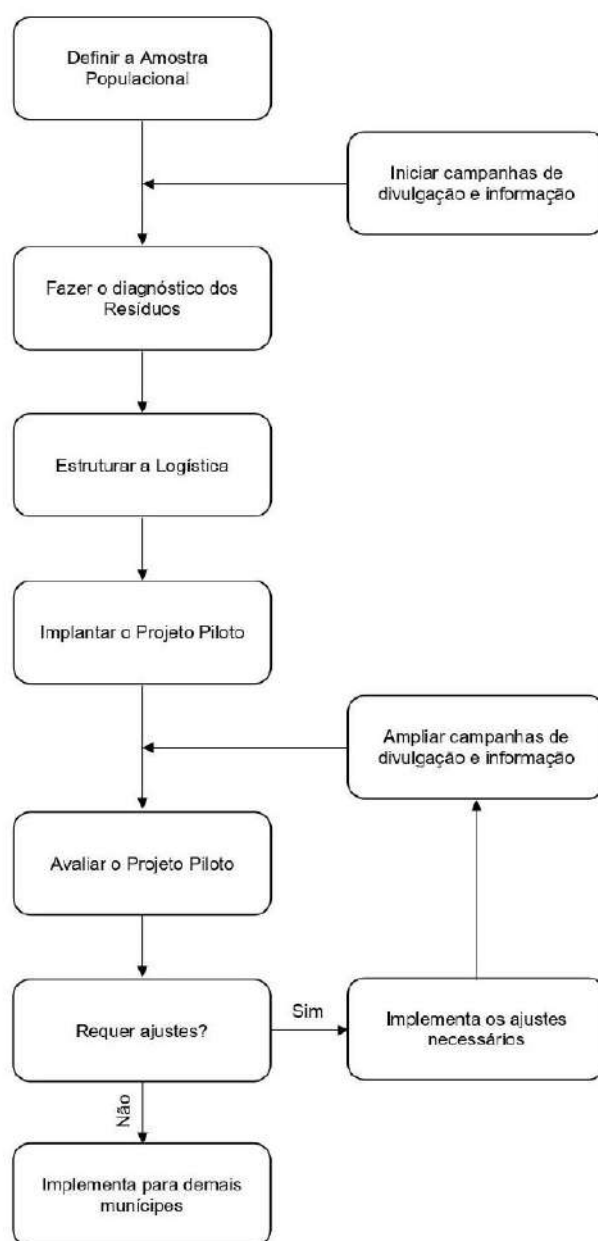 Definir a Amostra
Populacional
Iniciar campanhas de
divulgação e informação
Fazer o diagnóstico dos
Resíduos
Estruturar a Logística
Implantar o Projeto Piloto
Ampliar campanhas de
divulgação e informação
Avaliar o Projeto Piloto
Requer ajustes?
Sim
Implementa os ajustes
necessários
Não
Implementa para demais
munícipes